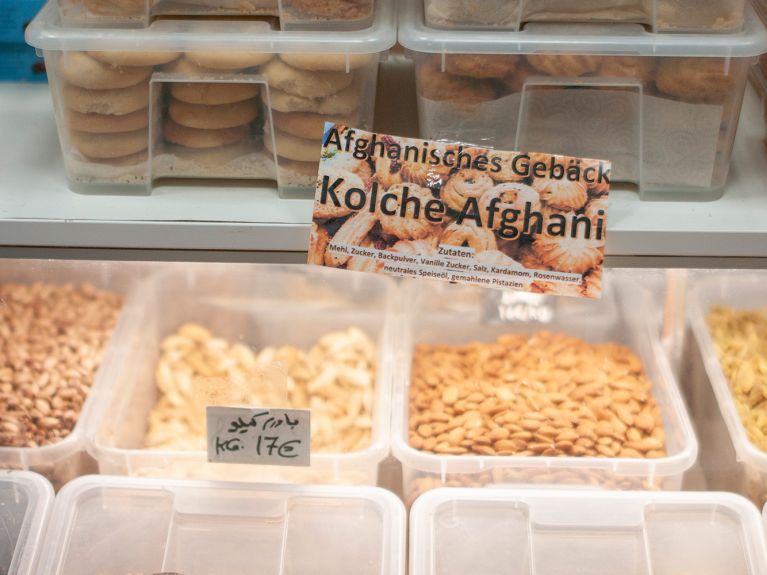 Afghanisches Gebäck
Kolche Afghani
Zutaten:
Mehl, Zucker, Backpulver, Vanille Zucker, Salz, Kardamom, Rosenwasser,
neutrales Speiseöl, gemahlene Pistazien
کیلو
KG. 17€